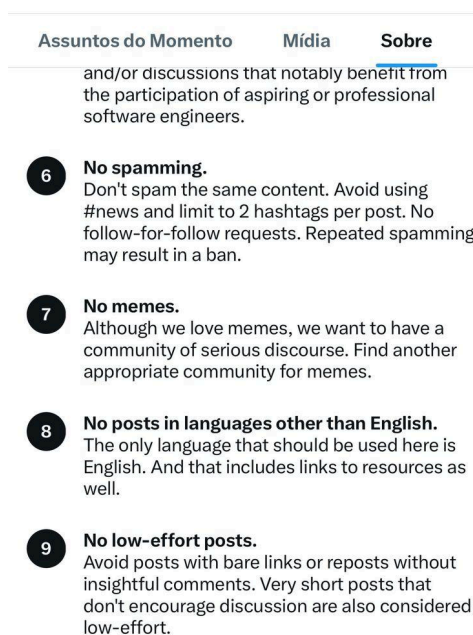 Assuntos do Momento Mídia Sobre
and/or discussions that notably benefit from
the participation of aspiring or professional
software engineers.
6 No spamming.
Don't spam the same content. Avoid using
#news and limit to 2 hashtags per post. No
follow-for-follow requests. Repeated spamming
may result in a ban.
7 No memes.
Although we love memes, we want to have a
community of serious discourse. Find another
appropriate community for memes.
8 No posts in languages other than English.
The only language that should be used here is
English. And that includes links to resources as
well.
9 No low-effort posts.
Avoid posts with bare links or reposts without
insightful comments. Very short posts that
don't encourage discussion are also considered
low-effort.